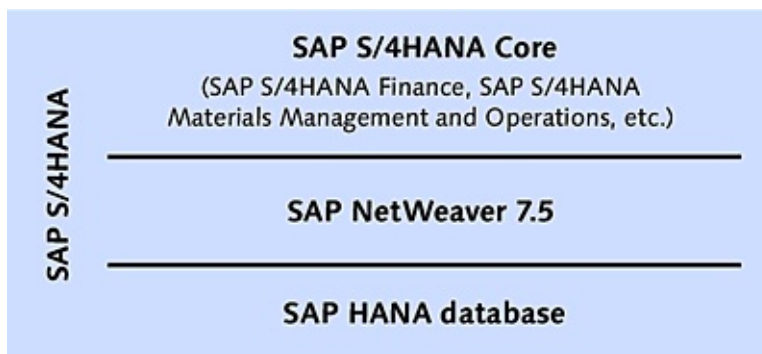 SAP S/4HANA
SAP S/4HANA Core
(SAP S/4HANA Finance, SAP S/4HANA
Materials Management and Operations, etc.)
SAP NetWeaver 7.5
SAP HANA database